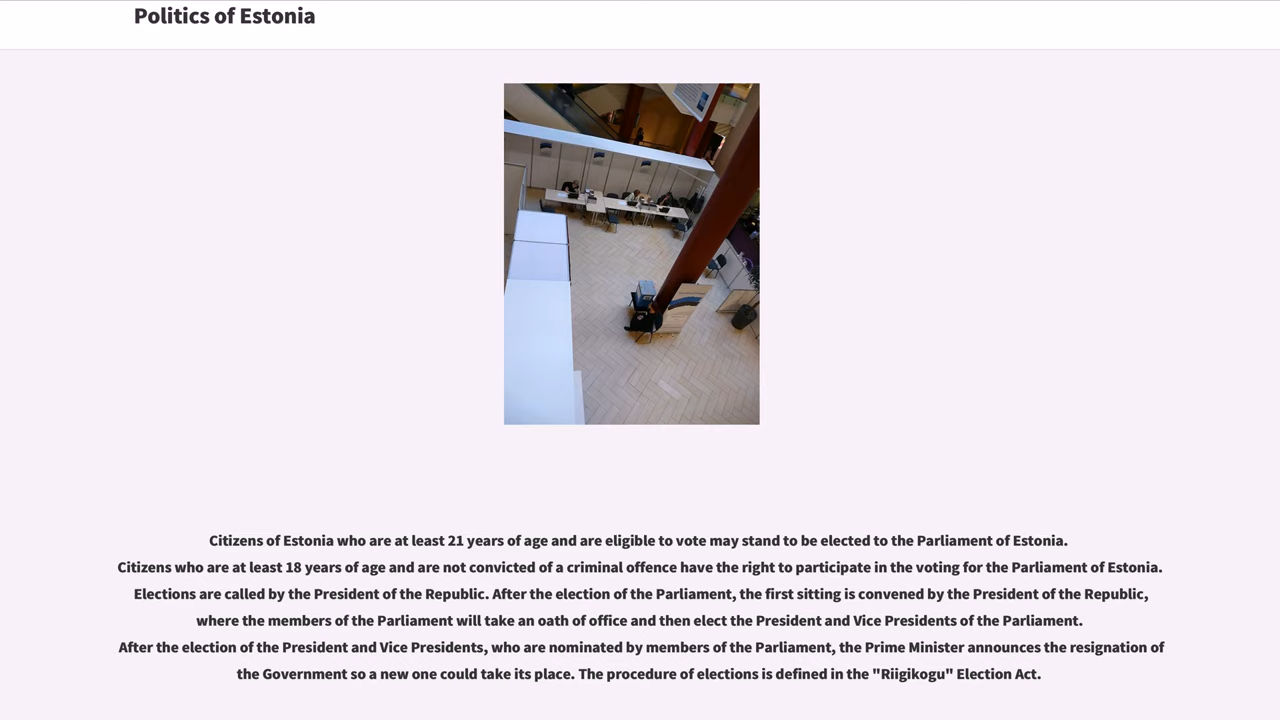 Politics of Estonia
Citizens of Estonia who are at least 21 years of age and are eligible to vote may stand to be elected to the Parliament of Estonia.
Citizens who are at least 18 years of age and are not convicted of a criminal offence have the right to participate in the voting for the Parliament of Estonia.
Elections are called by the President of the Republic. After the election of the Parliament, the first sitting is convened by the President of the Republic,
where the members of the Parliament will take an oath of office and then elect the President and Vice Presidents of the Parliament.
After the election of the President and Vice Presidents, who are nominated by members of the Parliament, the Prime Minister announces the resignation of
the Government so a new one could take its place. The procedure of elections is defined in the "Riigikogu" Election Act.